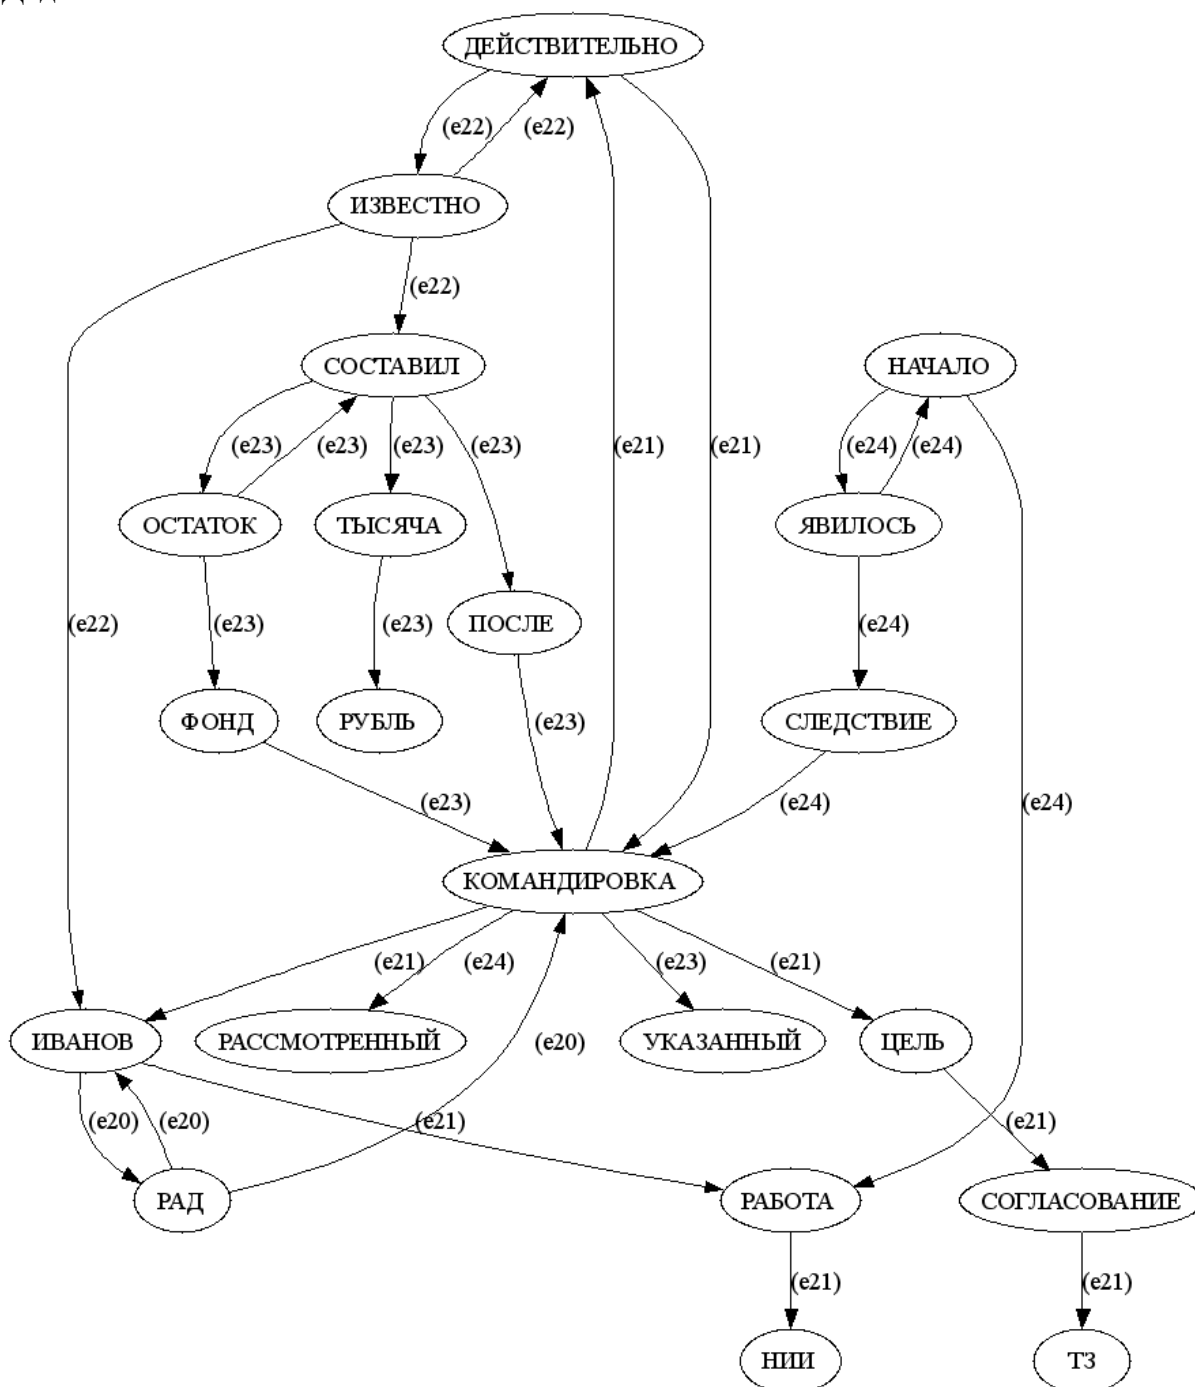 ДЕЙСТВИТЕЛЬНО
(e22) (e22)
ИЗВЕСТНО
(e22)
СОСТАВИЛ НАЧАЛО
(e23) (e23) (e23) (e23) (e21) (e21) (e24) (e24)
ОСТАТОК ТЫСЯЧА ЯВИЛОСЬ
(e22) (e23) (e23) ПОСЛЕ (e24)
ФОНД РУБЛЬ (e23) СЛЕДСТВИЕ
(e23) (e24) (e24)
КОМАНДИРОВКА
(e21) (e24) (e23) (e21)
ИВАНОВ РАССМОТРЕННЫЙ (e20) УКАЗАННЫЙ ЦЕЛЬ
(e20) (e20) (e21) (e21)
РАД РАБОТА СОГЛАСОВАНИЕ
(e21) (e21)
НИИ ТЗ